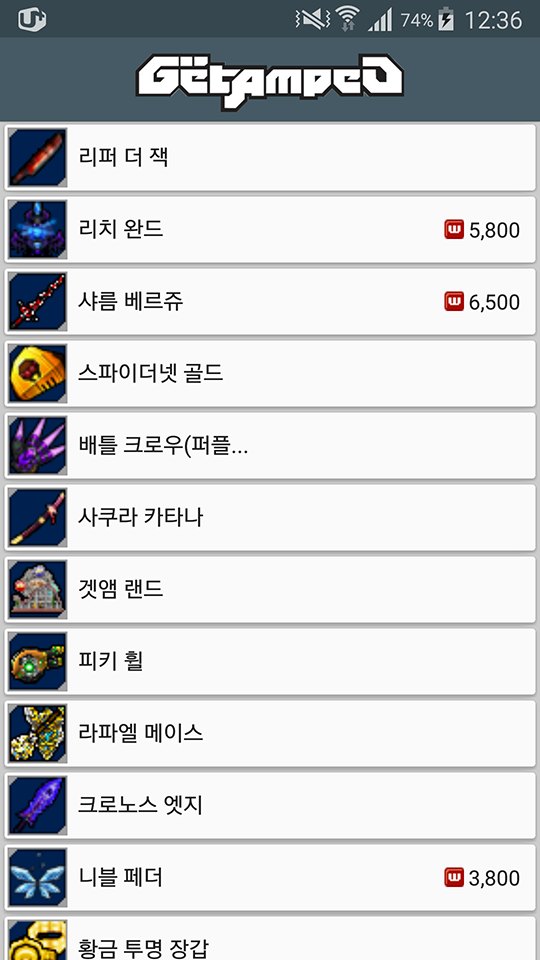 U+
74%
12:36
GëtAmpeD
리퍼 더 잭
리치 완드
w 5,800
샤름 베르쥬
w 6,500
스파이더넷 골드
배틀 크로우(퍼플...
사쿠라 카타나
겟앰 랜드
피키 휠
라파엘 메이스
크로노스 엣지
니블 페더
w 3,800
황금 투명 장갑